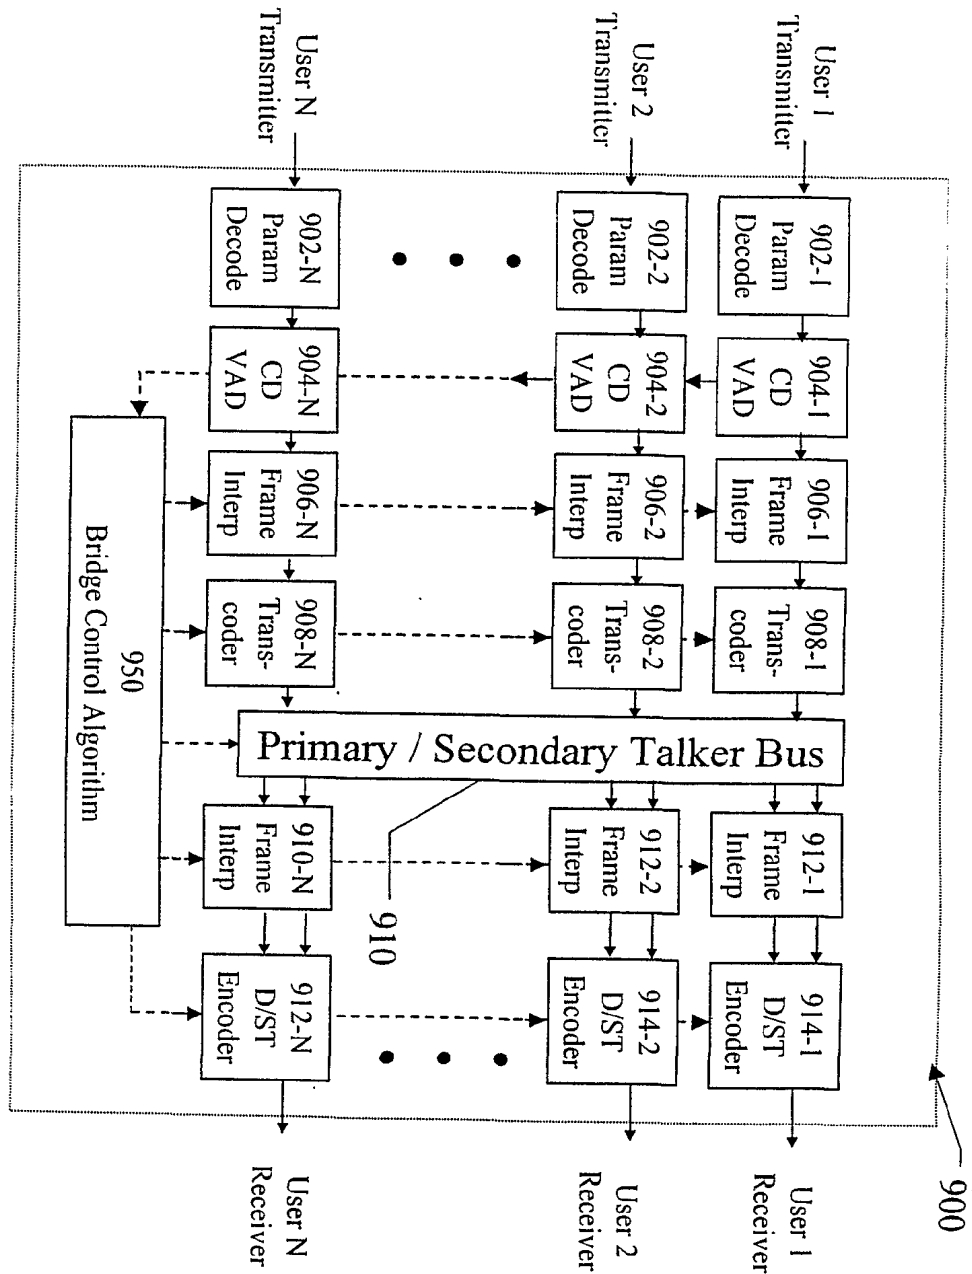 900
User 1
Transmitter
902-1
Param
Decode
904-1
CD
VAD
906-1
Frame
Interp
908-1
Trans-
coder
912-1
Frame
Interp
914-1
D/ST
Encoder
User 1
Receiver
User 2
Transmitter
902-2
Param
Decode
904-2
CD
VAD
906-2
Frame
Interp
908-2
Trans-
coder
Primary / Secondary Talker Bus
912-2
Frame
Interp
914-2
D/ST
Encoder
User 2
Receiver
910
User N
Transmitter
902-N
Param
Decode
904-N
CD
VAD
906-N
Frame
Interp
908-N
Trans-
coder
910-N
Frame
Interp
912-N
D/ST
Encoder
User N
Receiver
950
Bridge Control Algorithm